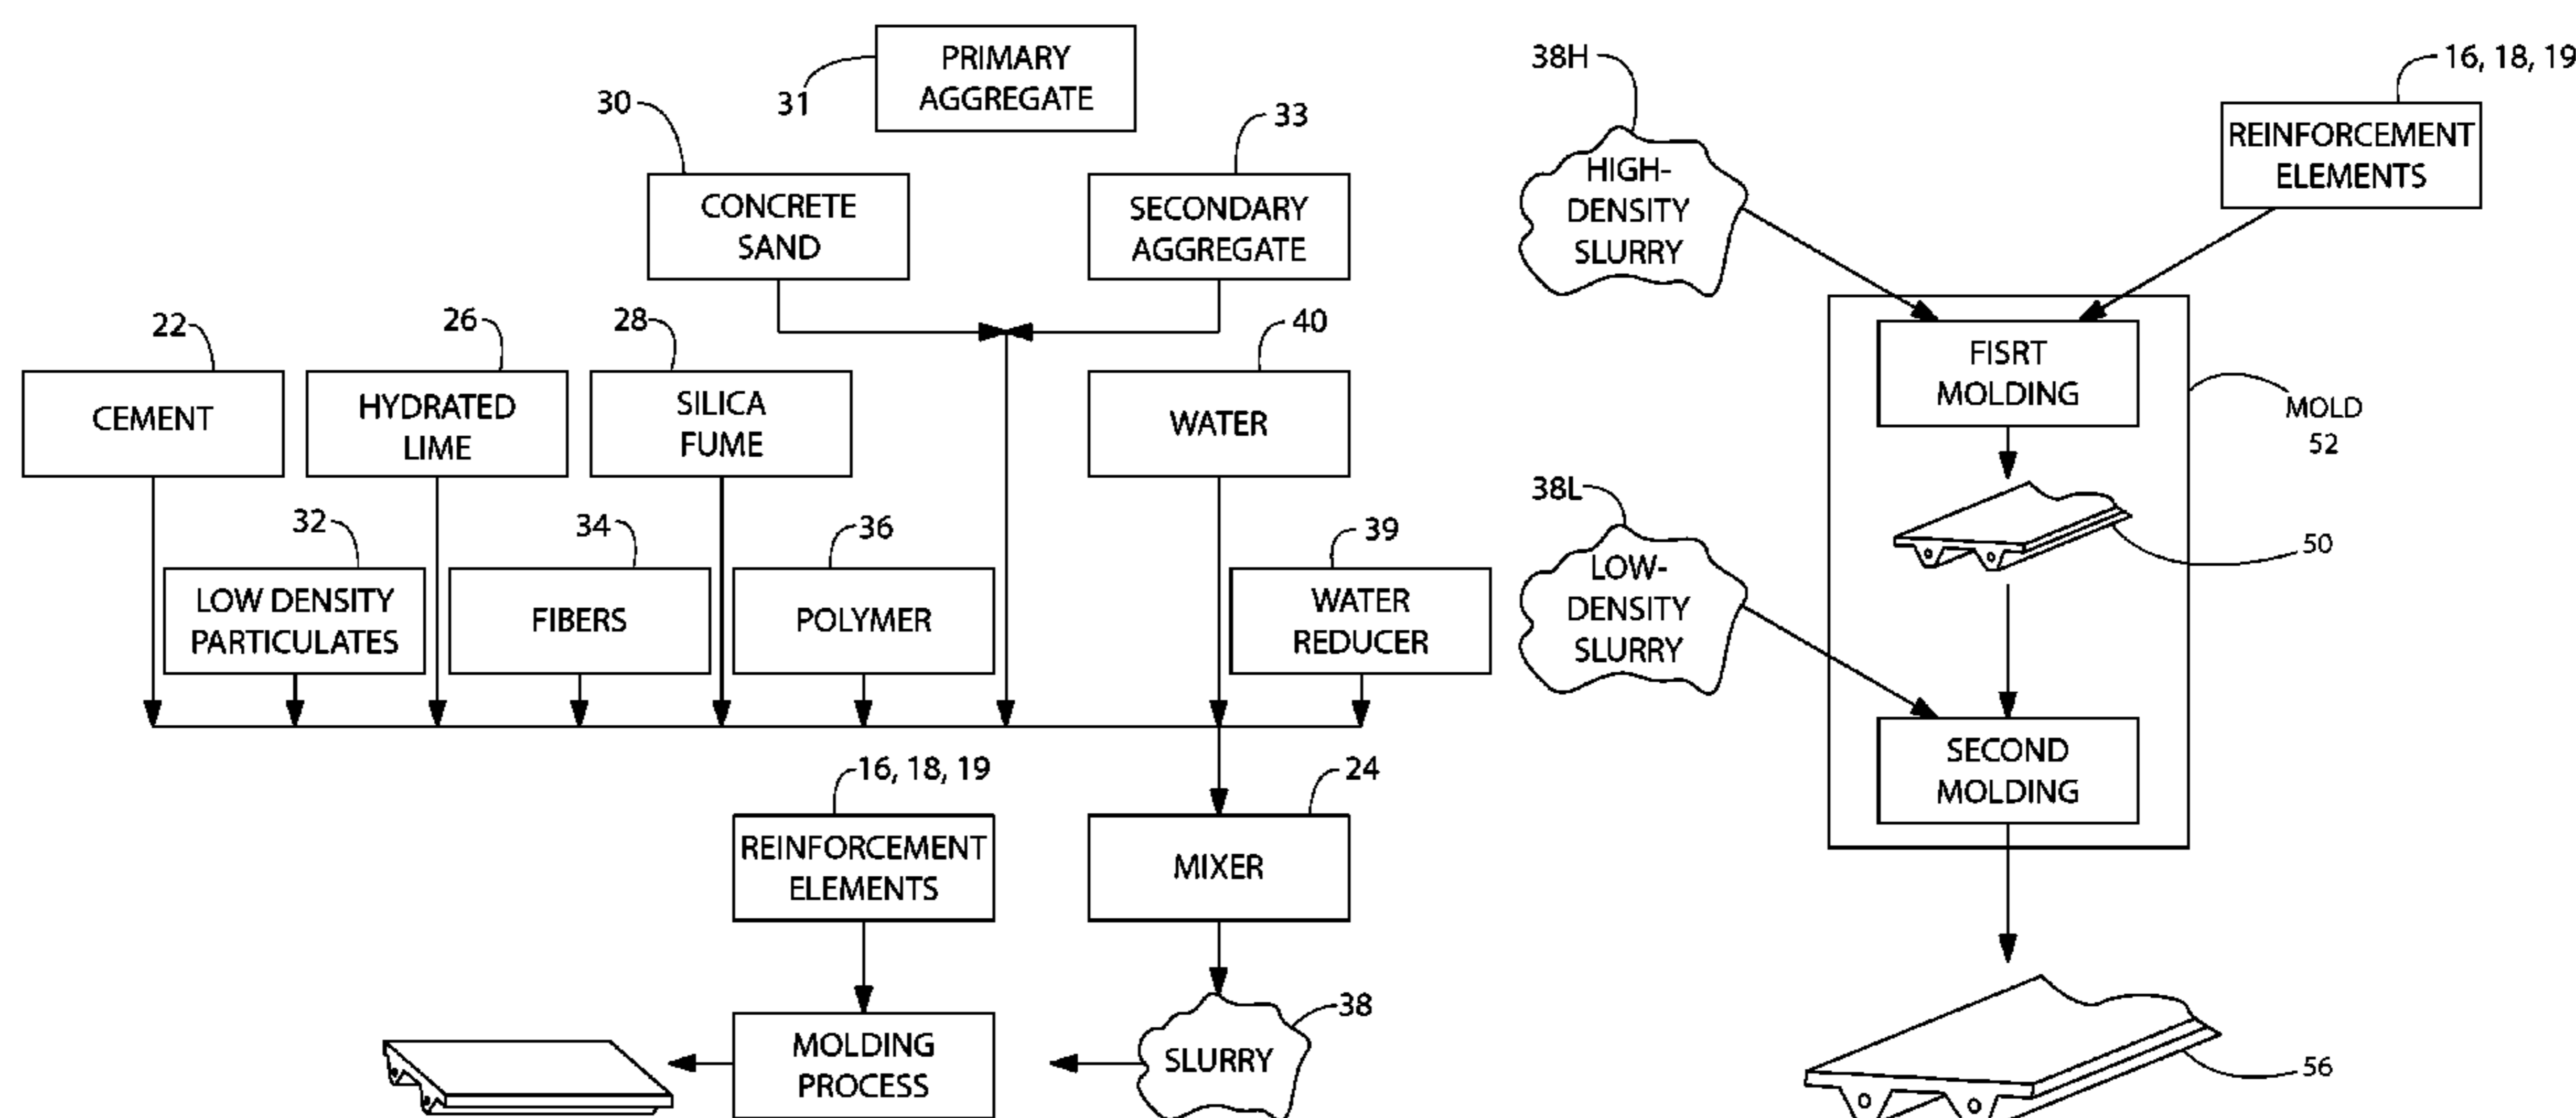 PRIMARY
AGGREGATE
31
30
33
CONCRETE
SAND
SECONDARY
AGGREGATE
22
26
28
40
CEMENT
HYDRATED
LIME
SILICA
FUME
WATER
32
34
36
39
LOW DENSITY
PARTICULATES
FIBERS
POLYMER
WATER
REDUCER
16, 18, 19
24
REINFORCEMENT
ELEMENTS
MIXER
38
MOLDING
PROCESS
SLURRY
38H
16, 18, 19
HIGH-
DENSITY
SLURRY
REINFORCEMENT
ELEMENTS
FISRT
MOLDING
MOLD
52
38L
50
LOW-
DENSITY
SLURRY
SECOND
MOLDING
56